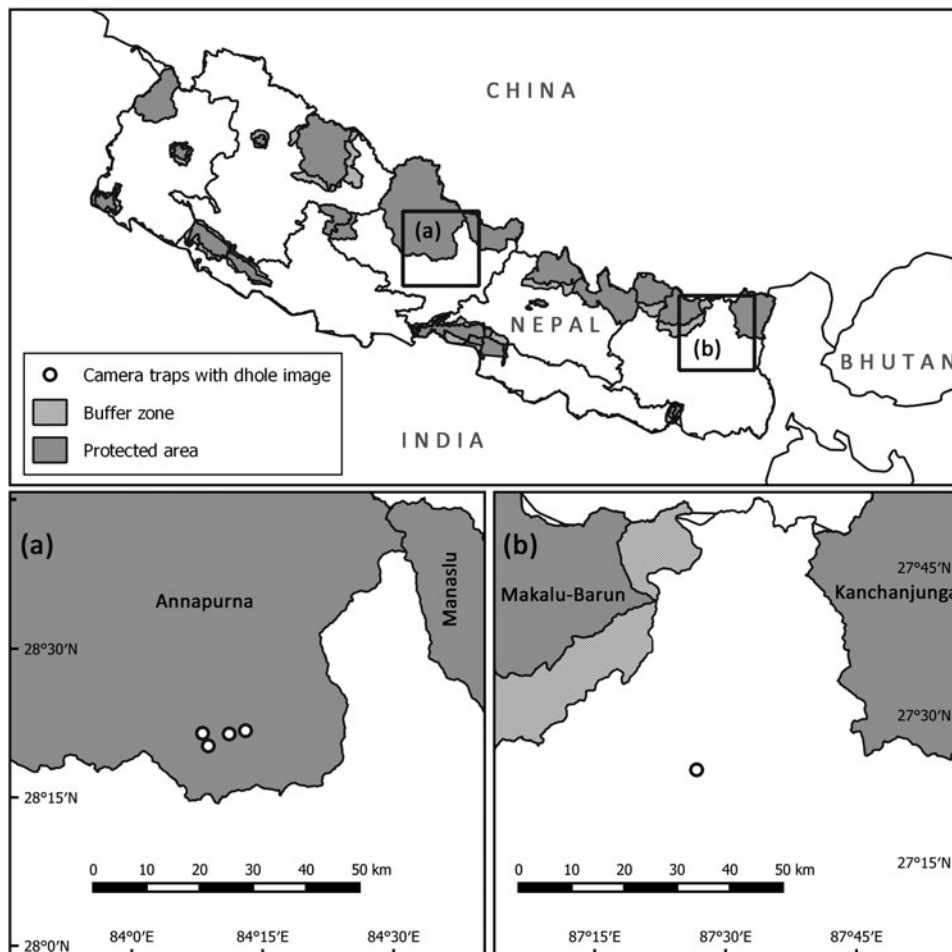 CHINA
(a)
NEPAL
(b)
BHUTAN
INDIA
Camera traps with dhole image
Buffer zone
Protected area
(a)
Annapurna
Manaslu
28°30'N
28°15'N
0 10 20 30 40 50 km
28°0'N
84°0'E 84°15'E 84°30'E
(b)
Makalu-Barun
27°45'N
Kanchanjunga
27°30'N
27°15'N
0 10 20 30 40 50 km
87°15'E 87°30'E 87°45'E